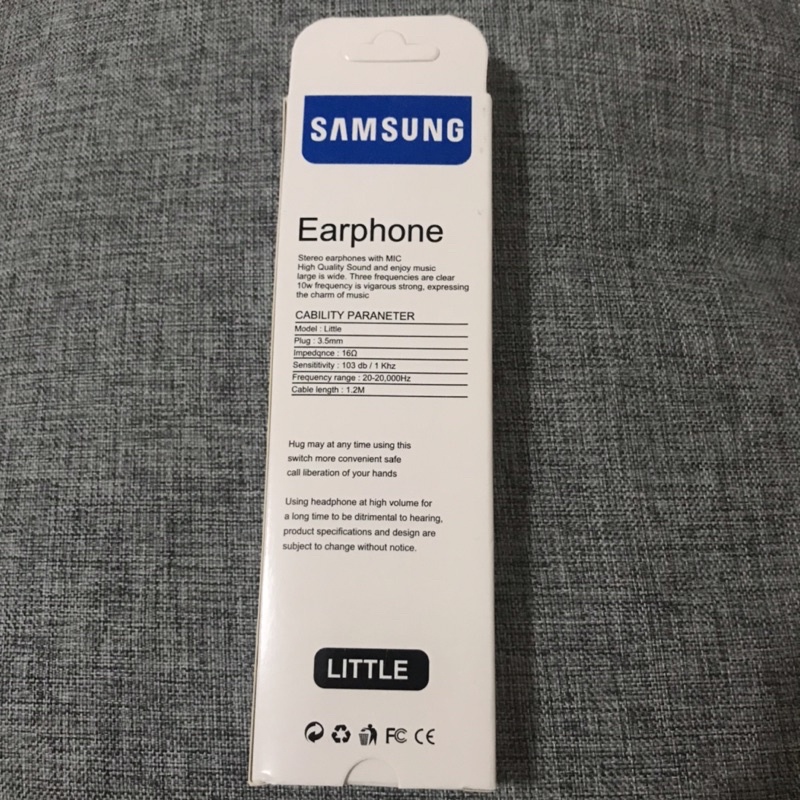 SAMSUNG
Earphone
Stereo earphones with MIC
High Quality Sound and enjoy music
large is wide. Three frequencies are clear
10w frequency is vigarous strong, expressing
the charm of music
CABILITY PARANETER
Model : Little
Plug : 3.5mm
Impedqnce : 16Ω
Sensititivity : 103 db / 1 Khz
Frequency range : 20-20,000Hz
Cable length : 1.2M
Hug may at any time using this
switch more convenient safe
call liberation of your hands
Using headphone at high volume for
a long time to be ditrimental to hearing,
product specifications and design are
subject to change without notice.
LITTLE
FC CE